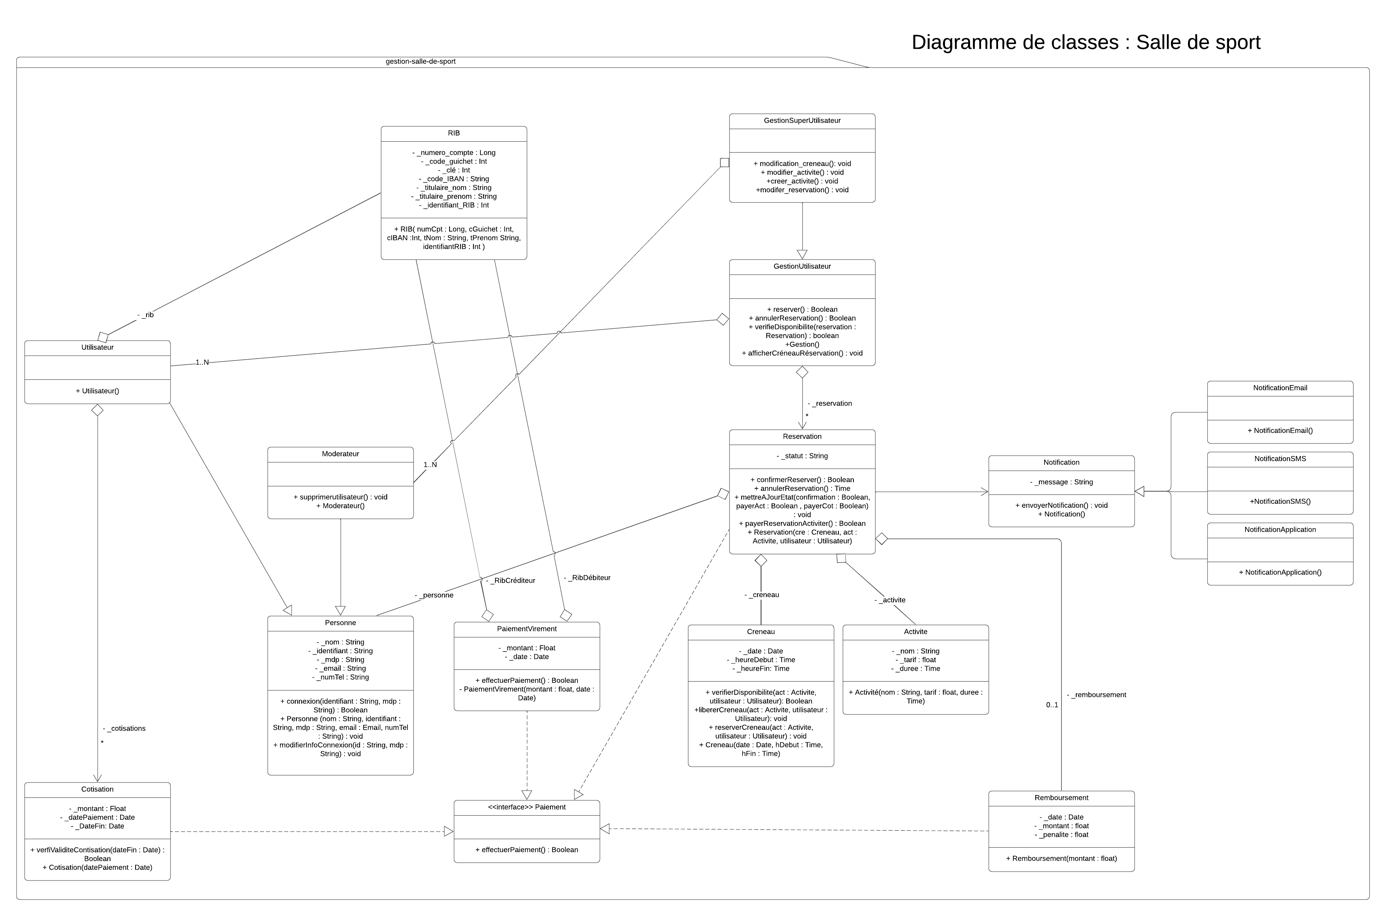 Diagramme de classes : Salle de sport
gestion-salle-de-sport
RIB
- _numero_compte : Long
- _code_guichet : Int
- _clé : Int
- _code_IBAN : String
- _titulaire_nom : String
- _titulaire_prenom : String
- _identifiant_RIB : Int
+ RIB( numCpt : Long, cGuichet : Int,
cIBAN :Int, tNom : String, tPrenom String,
identifiantRIB : Int )
GestionSuperUtilisateur
+ modification_creneau(): void
+ modifier_activite() : void
+creer_activite() : void
+modifer_reservation() : void
GestionUtilisateur
+ reserver() : Boolean
+ annulerReservation() : Boolean
+ verifieDisponibilite(reservation :
Reservation) : boolean
+Gestion()
+ afficherCréneauRéservation() : void
- _rib
Utilisateur
+ Utilisateur()
1..N
- _reservation
*
NotificationEmail
+ NotificationEmail()
NotificationSMS
+NotificationSMS()
NotificationApplication
+ NotificationApplication()
Moderateur
+ supprimerutilisateur() : void
+ Moderateur()
1..N
Reservation
- _statut : String
+ confirmerReserver() : Boolean
+ annulerReservation() : Time
+ mettreAJourEtat(confirmation : Boolean,
payerAct : Boolean , payerCot : Boolean)
: void
+ payerReservationActiviter() : Boolean
+ Reservation(cre : Creneau, act :
Activite, utilisateur : Utilisateur)
Notification
- _message : String
+ envoyerNotification() : void
+ Notification()
- _personne
- _RibCréditeur
- _RibDébiteur
- _creneau
- _activite
Personne
- _nom : String
- _identifiant : String
- _mdp : String
- _email : String
- _numTel : String
+ connexion(identifiant : String, mdp :
String) : Boolean
+ Personne (nom : String, identifiant :
String, mdp : String, email : Email, numTel
: String) : void
+ modifierInfoConnexion(id : String, mdp
: String) : void
PaiementVirement
- _montant : Float
- _date : Date
+ effectuerPaiement() : Boolean
- PaiementVirement(montant : float, date :
Date)
Creneau
- _date : Date
- _heureDebut : Time
- _heureFin: Time
+ verifierDisponibilite(act : Activite,
utilisateur : Utilisateur): Boolean
+libererCreneau(act : Activite, utilisateur :
Utilisateur): void
+ reserverCreneau(act : Activite,
utilisateur : Utilisateur) : void
+ Creneau(date : Date, hDebut : Time,
hFin : Time)
Activite
- _nom : String
- _tarif : float
- _duree : Time
+ Activité(nom : String, tarif : float, duree :
Time)
- _remboursement
0..1
- _cotisations
*
Cotisation
- _montant : Float
- _datePaiement : Date
- _DateFin: Date
+ verfiValiditeContisation(dateFin : Date) :
Boolean
+ Cotisation(datePaiement : Date)
<<interface>> Paiement
+ effectuerPaiement() : Boolean
Remboursement
- _date : Date
- _montant : float
- _penalite : float
+ Remboursement(montant : float)